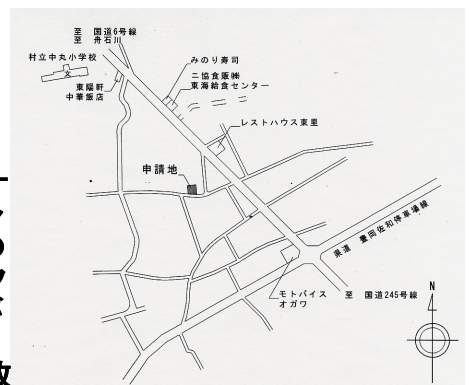 至 国道6号線
至 舟石川
村立中丸小学校
文
東陽軒
中華飯店
みのり寿司
二協食販㈱
東海給食センター
レストハウス東里
申請地
県道 豊岡佐和停車場線
モトバイス
オガワ
至 国道245号線
N